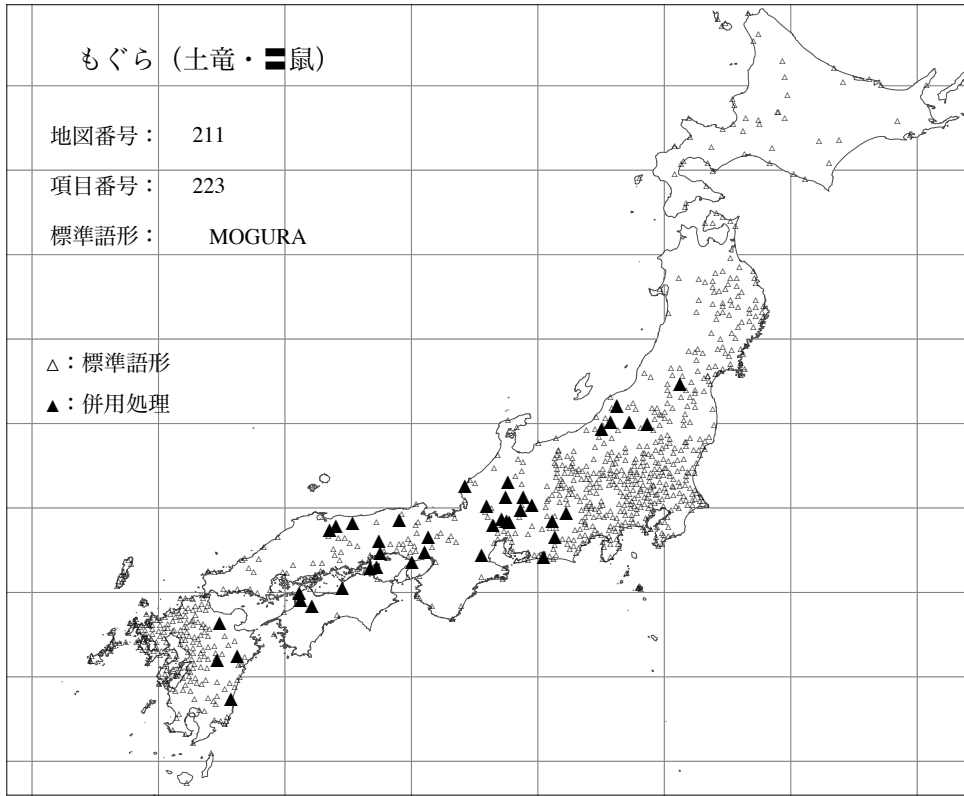 もぐら（土竜・〓鼠）
地図番号： 211
項目番号： 223
標準語形： MOGURA
△：標準語形
▲：併用処理